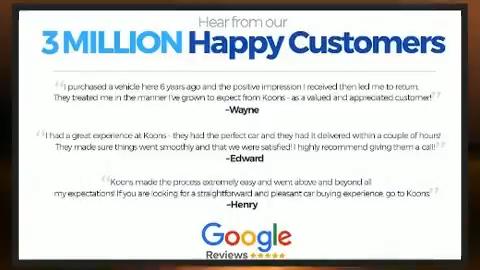 Hear from our
3 MILLION Happy Customers
"I purchased a vehicle here 6 years ago and the positive impression I received then led me to return.
They treated me in the manner I've grown to expect from Koons - as a valued and appreciated customer!"
~Wayne
"I had a great experience at Koons - they had the perfect car and they had it delivered within a couple of hours!
They made sure things went smoothly and that we were satisfied! I highly recommend giving them a call!"
~Edward
"Koons made the process extremely easy and went above and beyond all
my expectations! If you are looking for a straightforward and pleasant car buying experience, go to Koons"
~Henry
Google
Reviews ★★★★★